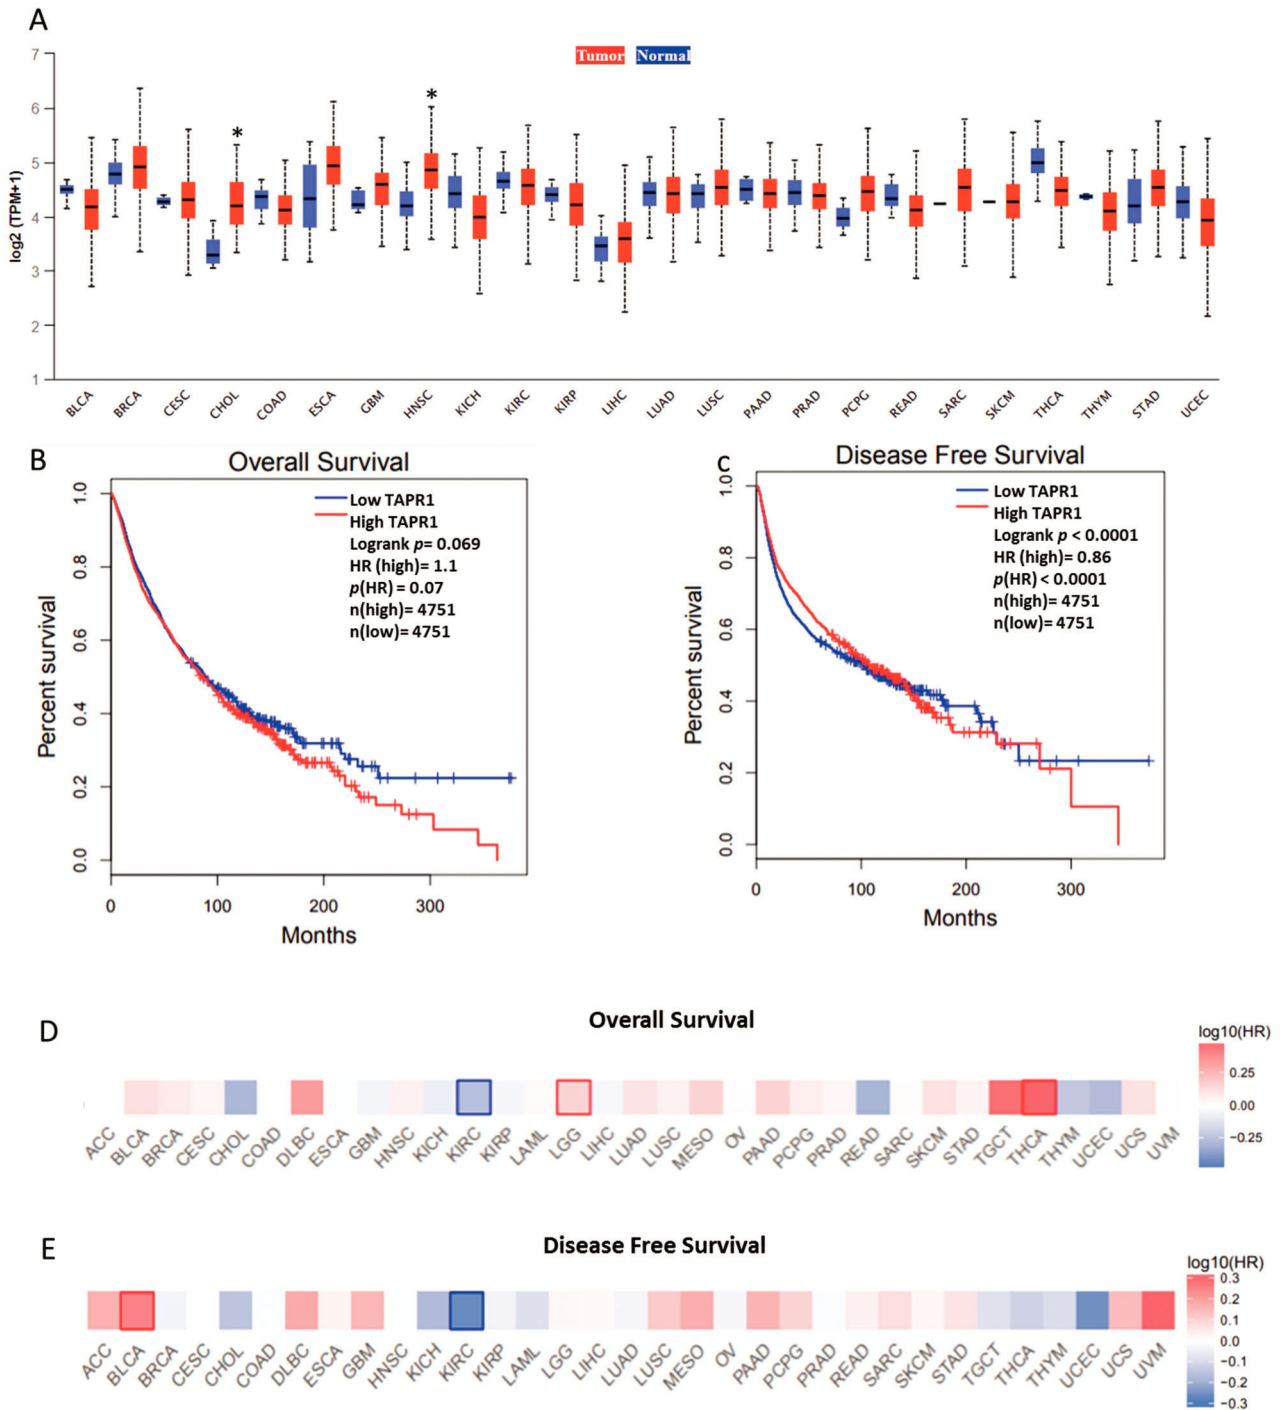 A
Tumor Normal
7
6
5
4
3
2
1
log2 (TPM+1)
BLCA BRCA CESC CHOL COAD ESCA GBM HNSC KICH KIRC KIRP LIHC LUAD LUSC PAAD PRAD PCPG READ SARC SKCM THCA THYM STAD UCEC
* *
B
Overall Survival
Low TAPR1
High TAPR1
Logrank p= 0.069
HR (high)= 1.1
p(HR) = 0.07
n(high)= 4751
n(low)= 4751
Percent survival
1.0
0.8
0.6
0.4
0.2
0.0
0 100 200 300
Months
C
Disease Free Survival
Low TAPR1
High TAPR1
Logrank p < 0.0001
HR (high)= 0.86
p(HR) < 0.0001
n(high)= 4751
n(low)= 4751
Percent survival
1.0
0.8
0.6
0.4
0.2
0.0
0 100 200 300
Months
D
Overall Survival
log10(HR)
0.25
0.00
−0.25
ACC BLCA BRCA CESC CHOL COAD DLBC ESCA GBM HNSC KICH KIRC KIRP LAML LGG LIHC LUAD LUSC MESO OV PAAD PCPG PRAD READ SARC SKCM STAD TGCT THCA THYM UCEC UCS UVM
E
Disease Free Survival
log10(HR)
0.3
0.2
0.1
0.0
−0.1
−0.2
−0.3
ACC BLCA BRCA CESC CHOL COAD DLBC ESCA GBM HNSC KICH KIRC KIRP LAML LGG LIHC LUAD LUSC MESO OV PAAD PCPG PRAD READ SARC SKCM STAD TGCT THCA THYM UCEC UCS UVM